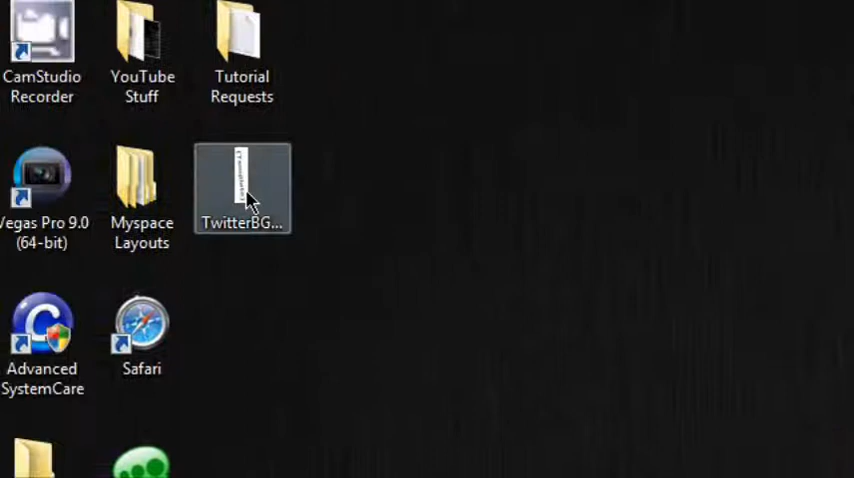 CamStudio
Recorder
YouTube
Stuff
Tutorial
Requests
Vegas Pro 9.0
(64-bit)
Myspace
Layouts
TwitterBG...
Advanced
SystemCare
Safari